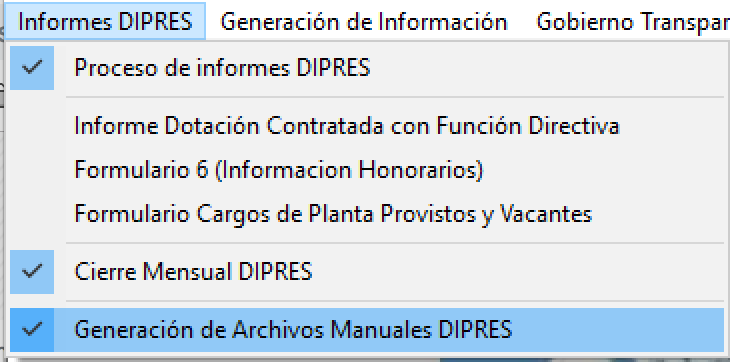 Informes DIPRES Generación de Información Gobierno Transpar
Proceso de informes DIPRES
Informe Dotación Contratada con Función Directiva
Formulario 6 (Informacion Honorarios)
Formulario Cargos de Planta Provistos y Vacantes
Cierre Mensual DIPRES
Generación de Archivos Manuales DIPRES